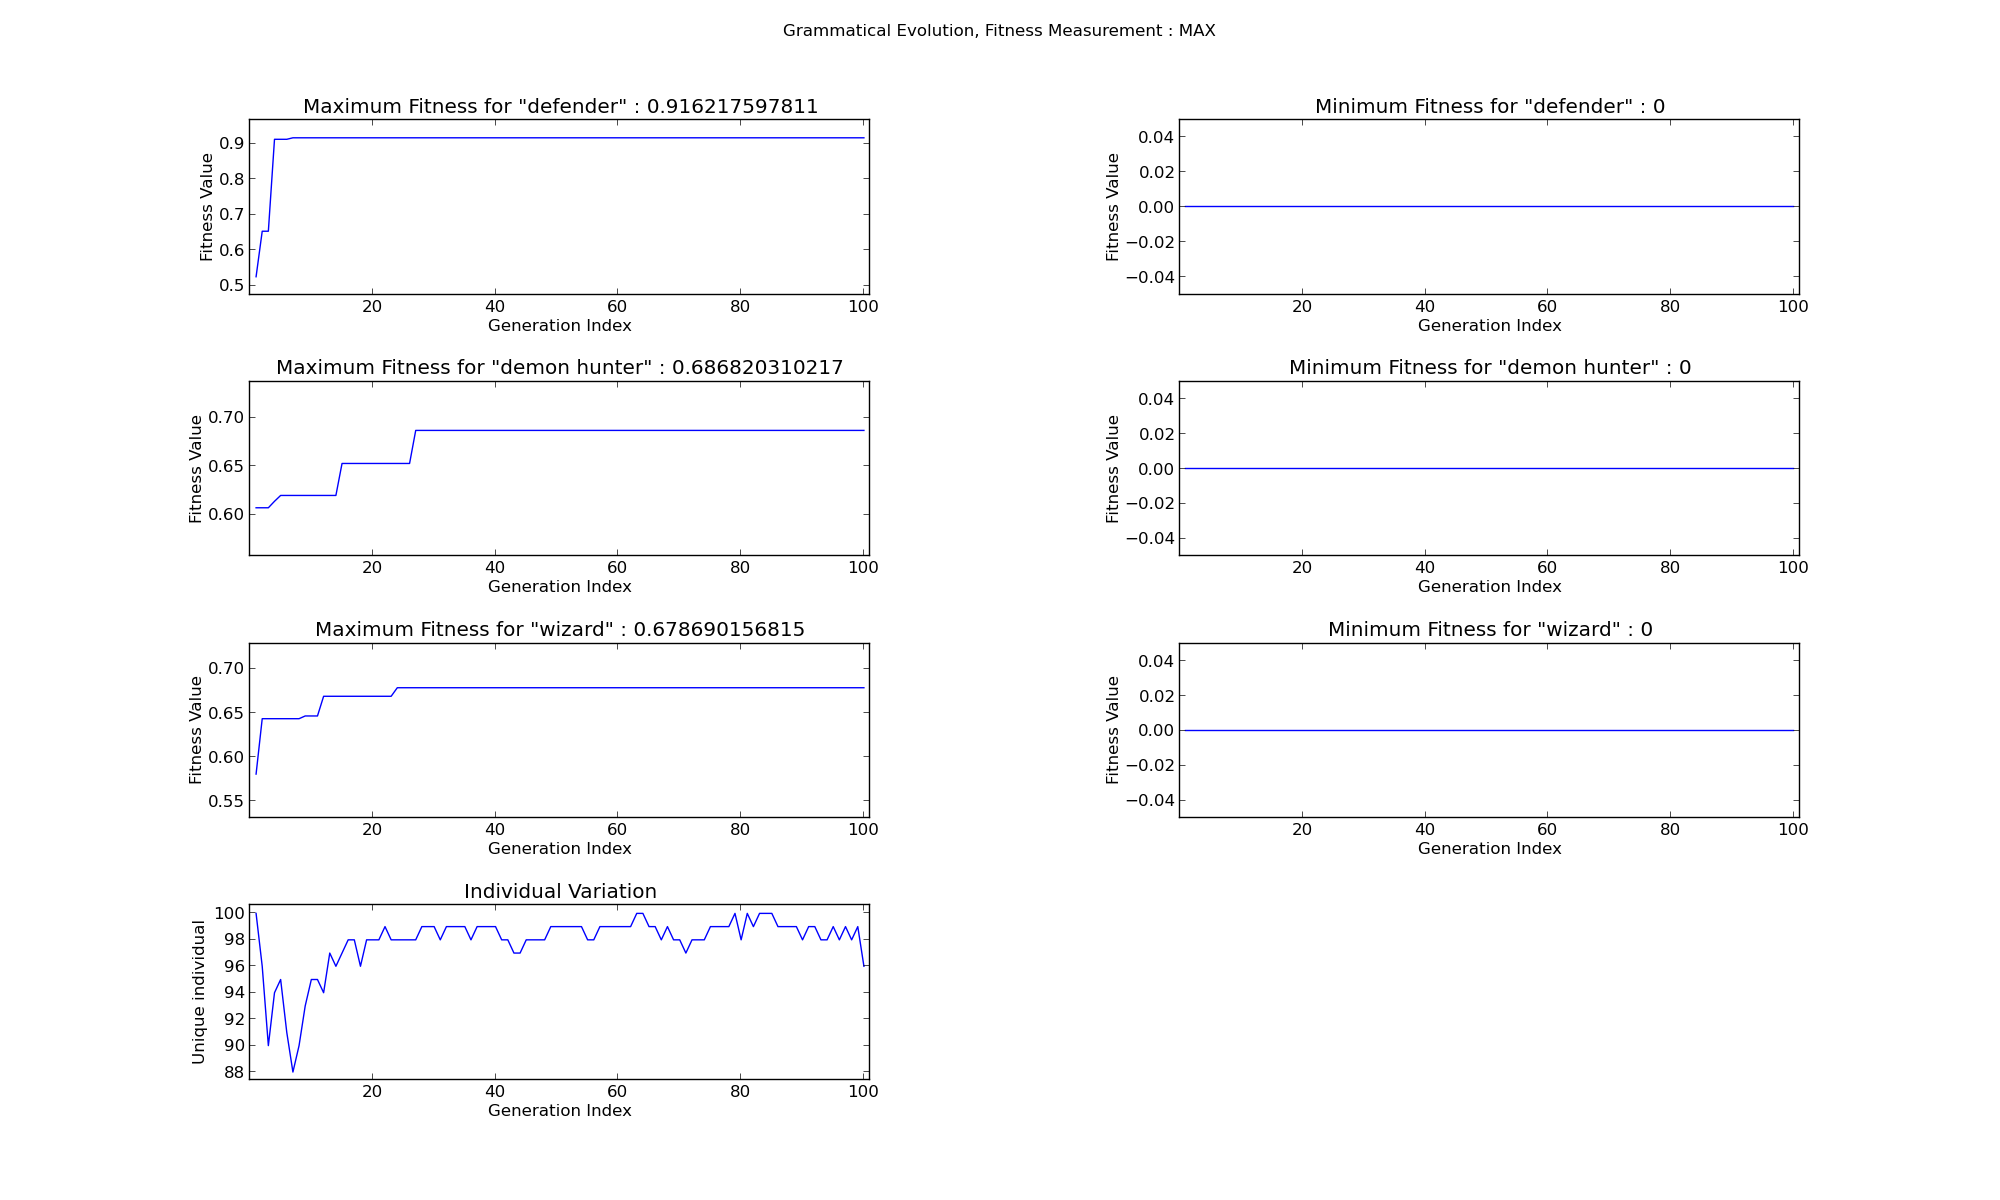 Grammatical Evolution, Fitness Measurement : MAX
Maximum Fitness for "defender" : 0.916217597811
Fitness Value
0.9
0.8
0.7
0.6
0.5
20 40 60 80 100
Generation Index
Minimum Fitness for "defender" : 0
Fitness Value
0.04
0.02
0.00
−0.02
−0.04
20 40 60 80 100
Generation Index
Maximum Fitness for "demon hunter" : 0.686820310217
Fitness Value
0.70
0.65
0.60
20 40 60 80 100
Generation Index
Minimum Fitness for "demon hunter" : 0
Fitness Value
0.04
0.02
0.00
−0.02
−0.04
20 40 60 80 100
Generation Index
Maximum Fitness for "wizard" : 0.678690156815
Fitness Value
0.70
0.65
0.60
0.55
20 40 60 80 100
Generation Index
Minimum Fitness for "wizard" : 0
Fitness Value
0.04
0.02
0.00
−0.02
−0.04
20 40 60 80 100
Generation Index
Individual Variation
Unique individual
100
98
96
94
92
90
88
20 40 60 80 100
Generation Index